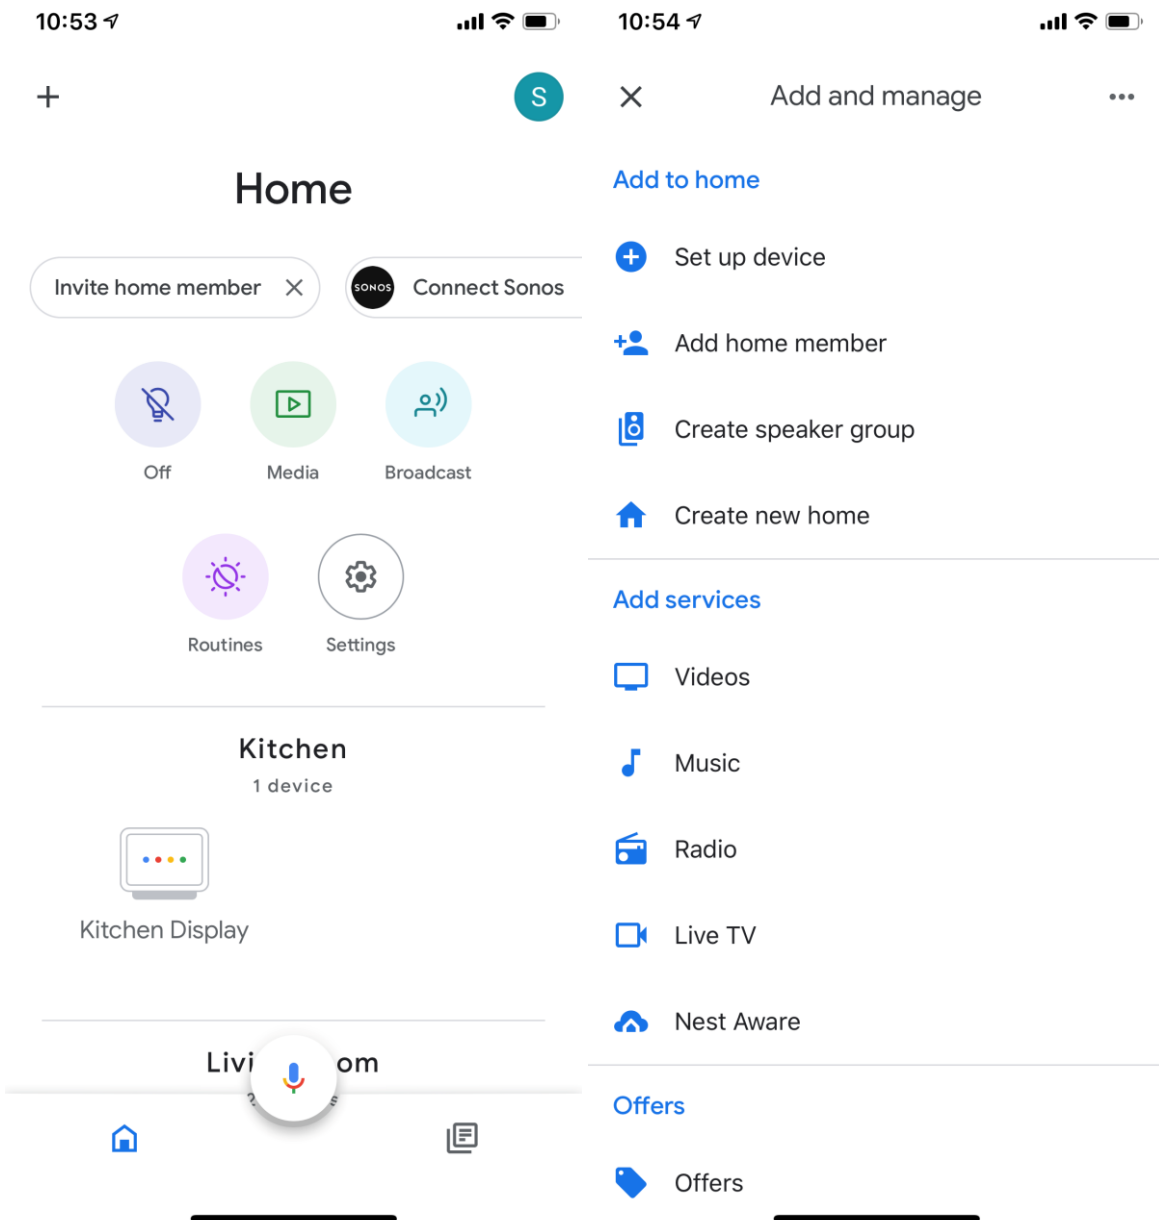 10:53
+
S
Home
Invite home member
SONOS
Connect Sonos
Off
Media
Broadcast
Routines
Settings
Kitchen
1 device
Kitchen Display
10:54
Add and manage
Add to home
Set up device
Add home member
Create speaker group
Create new home
Add services
Videos
Music
Radio
Live TV
Nest Aware
Offers
Offers